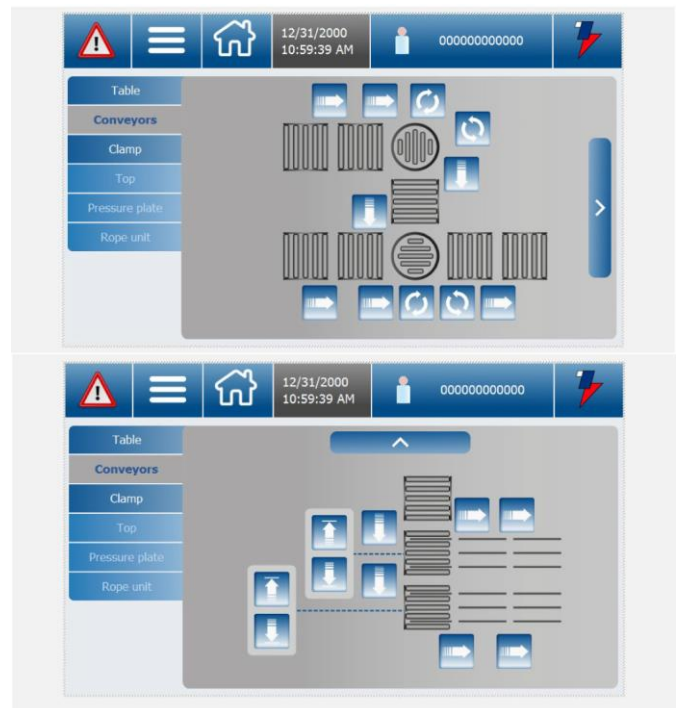 12/31/2000
10:59:39 AM
000000000000
Table
Conveyors
Clamp
Top
Pressure plate
Rope unit
12/31/2000
10:59:39 AM
000000000000
Table
Conveyors
Clamp
Top
Pressure plate
Rope unit